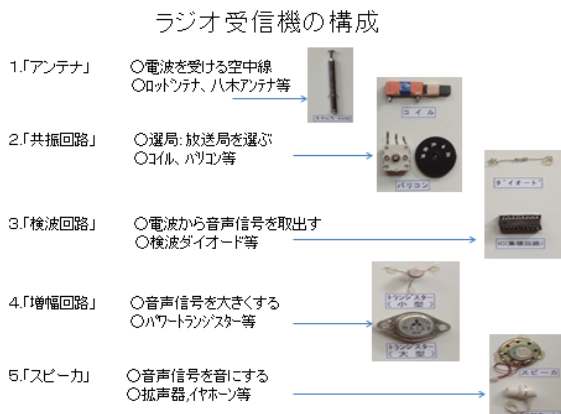 ラジオ受信機の構成
1.「アンテナ」 ○電波を受ける空中線
○ロッドンテナ、八木アンテナ等
2.「共振回路」 ○選局:放送局を選ぶ
○コイル、バリコン等
コイル
バリコン
ダイオード
3.「検波回路」 ○電波から音声信号を取出す
○検波ダイオード等
IC(集積回路)
4.「増幅回路」 ○音声信号を大きくする
○パワートランジスター等
トランジスター
(小型)
トランジスター
(大型)
5.「スピーカ」 ○音声信号を音にする
○拡声器,イヤホーン等
スピーカ